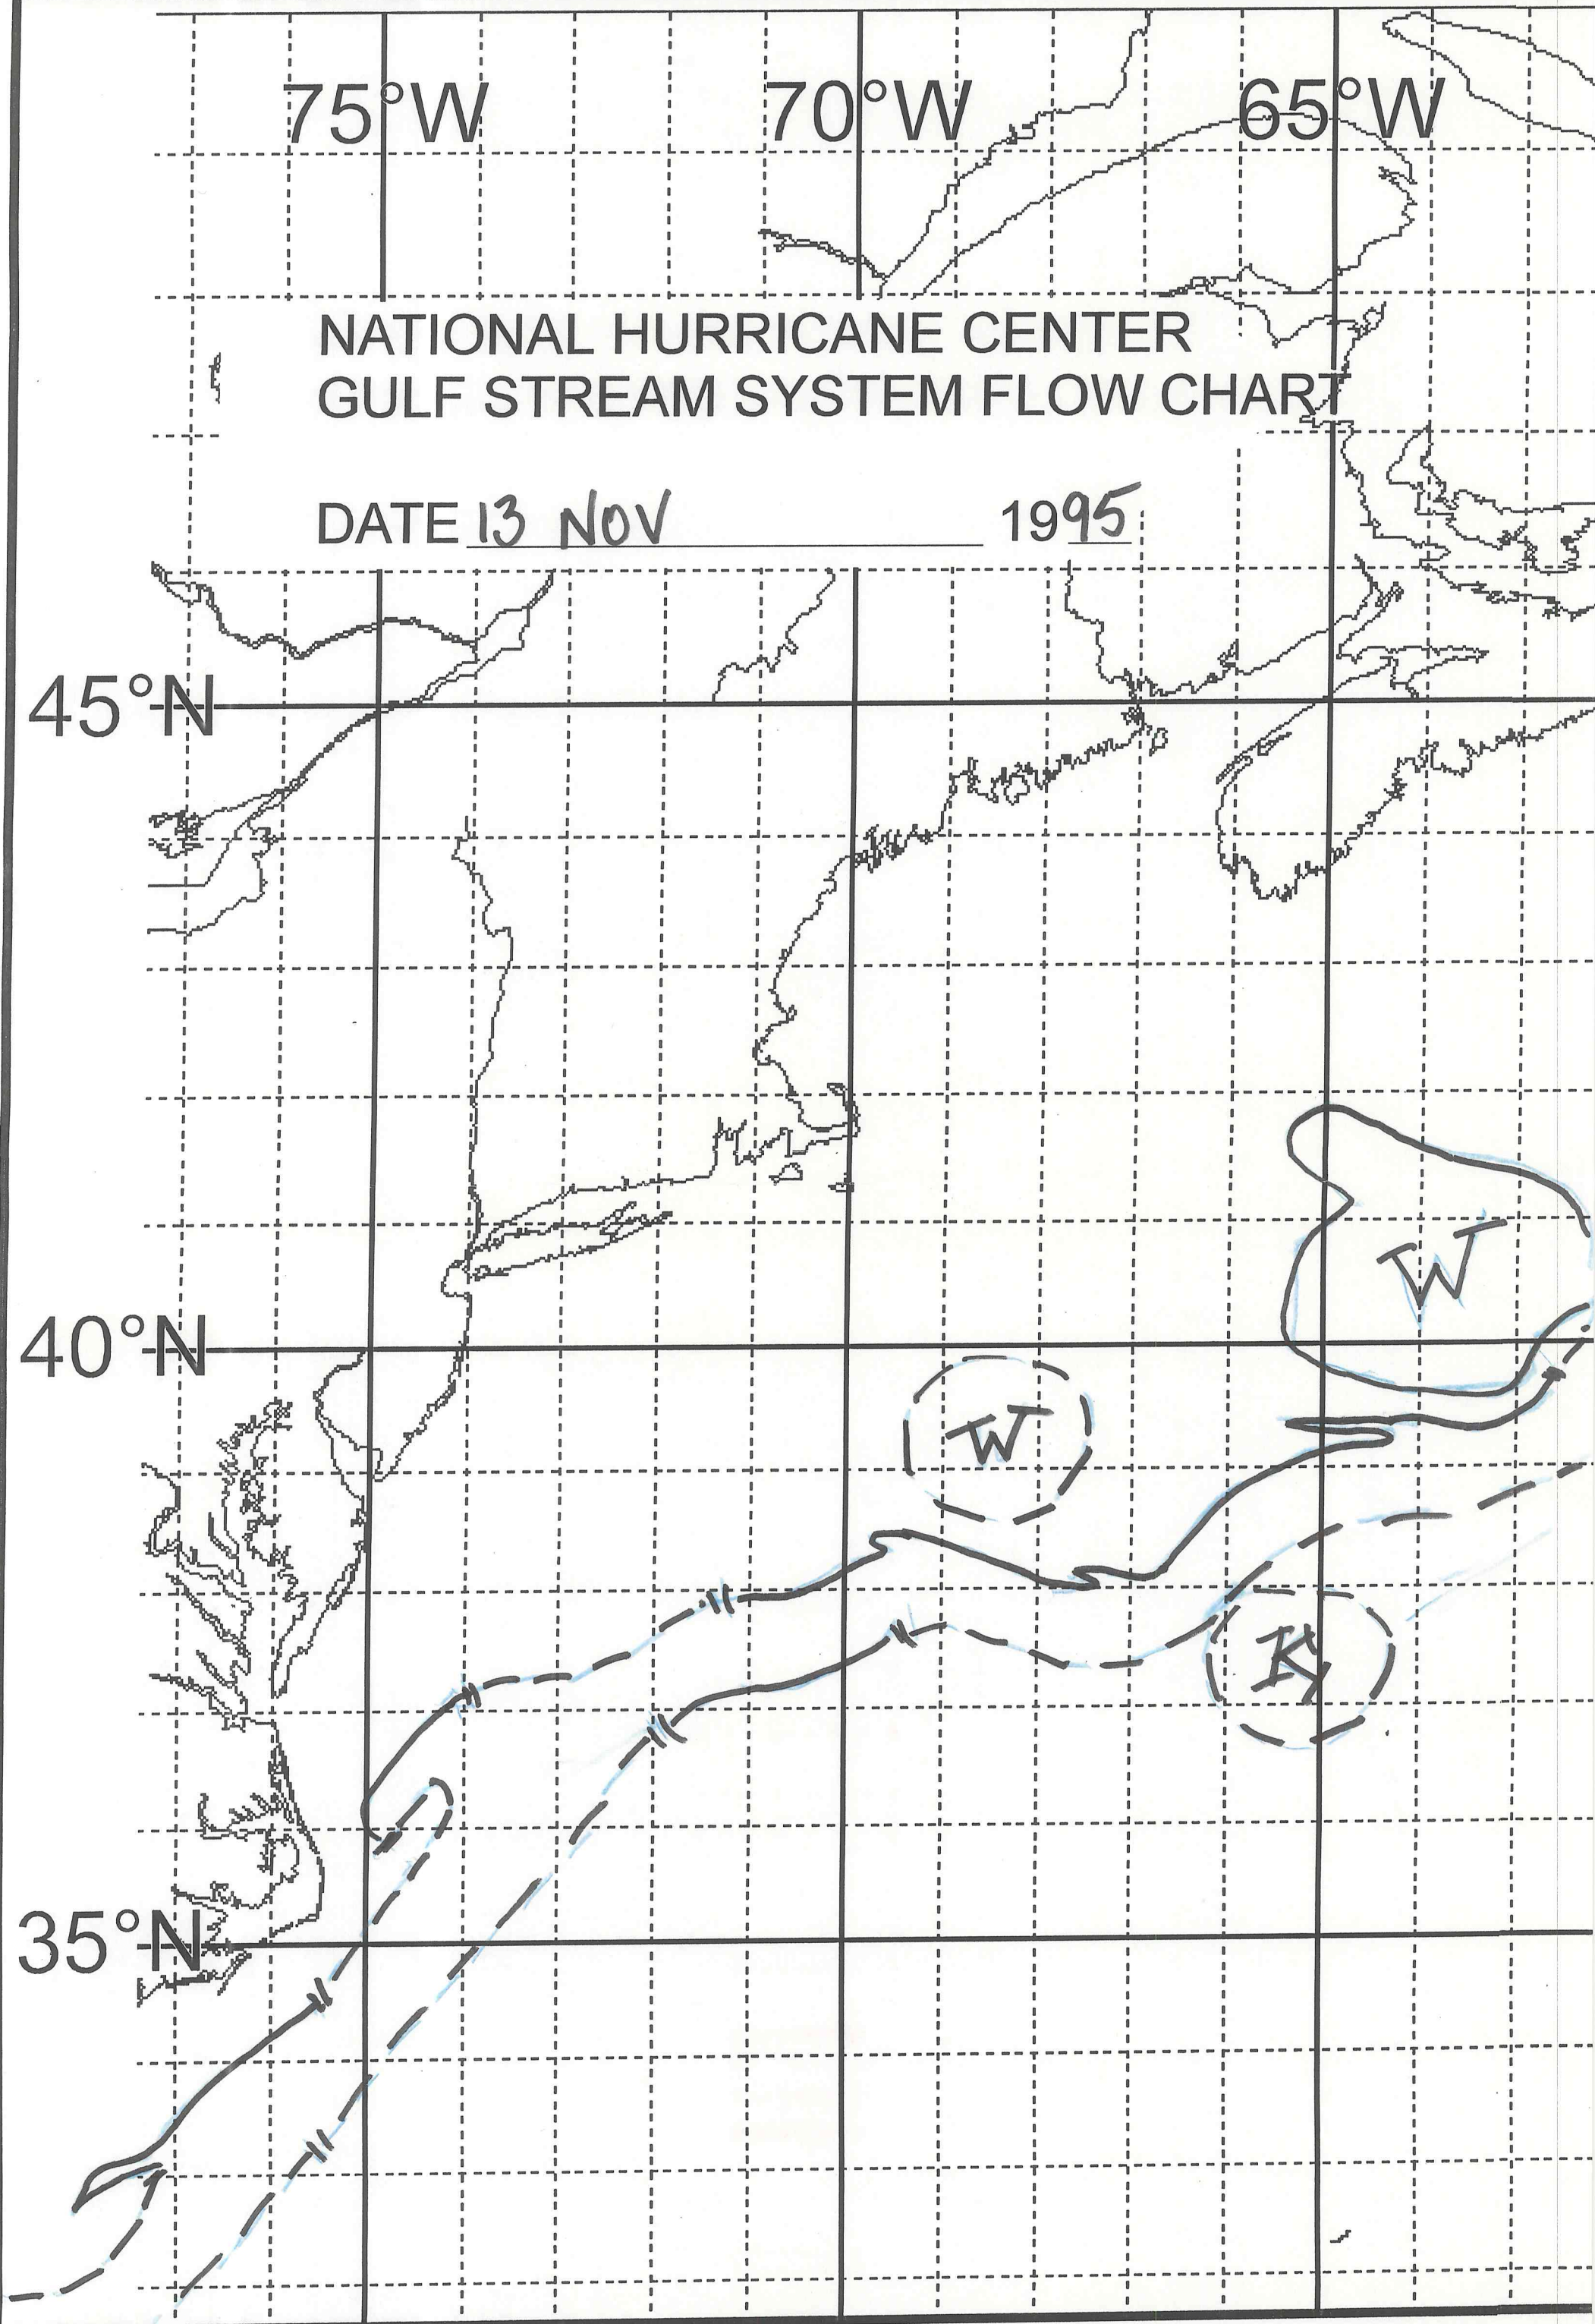 75°W 70°W 65°W
NATIONAL HURRICANE CENTER
GULF STREAM SYSTEM FLOW CHART
DATE 13 NOV 1995
45°N
W
40°N
W
K
35°N